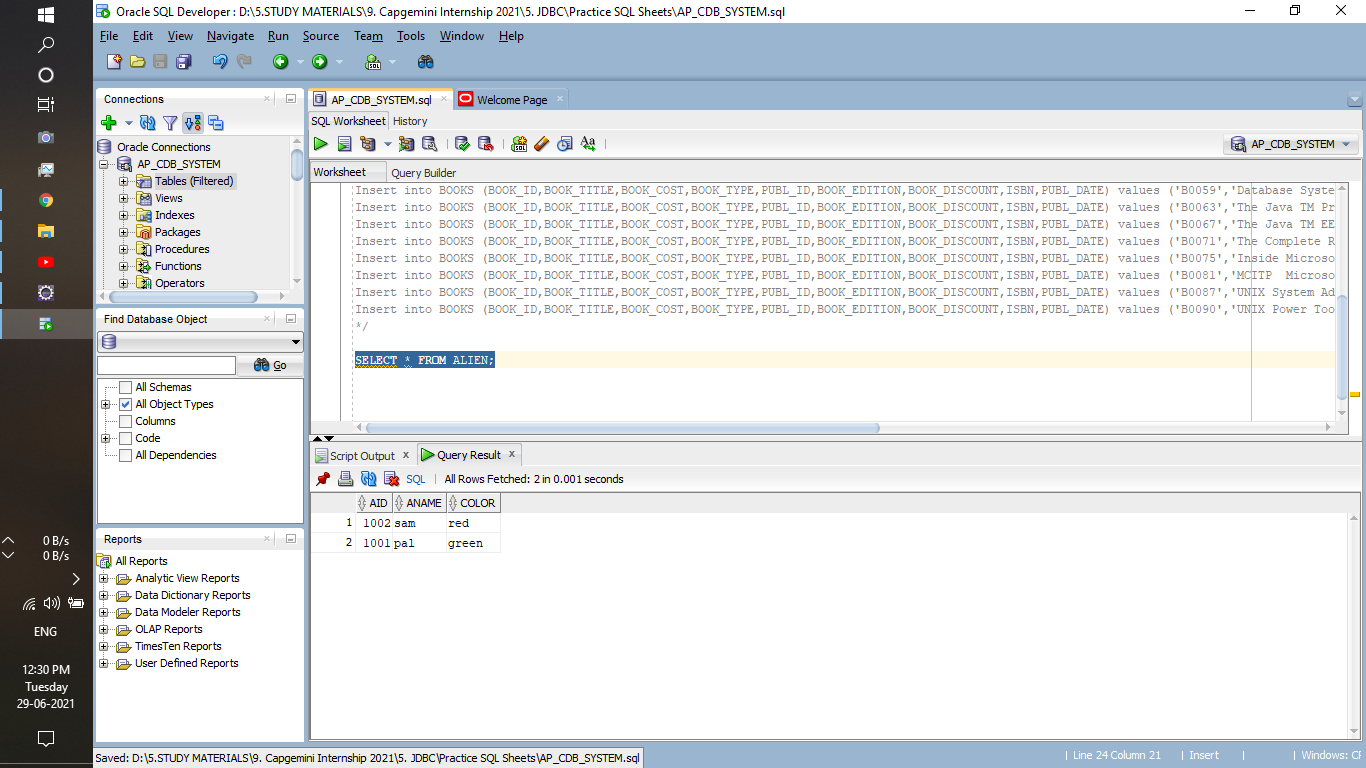 Oracle SQL Developer : D:\5.STUDY MATERIALS\9. Capgemini Internship 2021\5. JDBC\Practice SQL Sheets\AP_CDB_SYSTEM.sql
File Edit View Navigate Run Source Team Tools Window Help
Connections
Oracle Connections
AP_CDB_SYSTEM
Tables (Filtered)
Views
Indexes
Packages
Procedures
Functions
Operators
Find Database Object
Go
All Schemas
All Object Types
Columns
Code
All Dependencies
Reports
All Reports
Analytic View Reports
Data Dictionary Reports
Data Modeler Reports
OLAP Reports
TimesTen Reports
User Defined Reports
AP_CDB_SYSTEM.sql Welcome Page
SQL Worksheet History
AP_CDB_SYSTEM
Worksheet Query Builder
Insert into BOOKS (BOOK_ID,BOOK_TITLE,BOOK_COST,BOOK_TYPE,PUBL_ID,BOOK_EDITION,BOOK_DISCOUNT,ISBN,PUBL_DATE) values ('B0059','Database Syste
Insert into BOOKS (BOOK_ID,BOOK_TITLE,BOOK_COST,BOOK_TYPE,PUBL_ID,BOOK_EDITION,BOOK_DISCOUNT,ISBN,PUBL_DATE) values ('B0063','The Java TM Pr
Insert into BOOKS (BOOK_ID,BOOK_TITLE,BOOK_COST,BOOK_TYPE,PUBL_ID,BOOK_EDITION,BOOK_DISCOUNT,ISBN,PUBL_DATE) values ('B0067','The Java TM EE
Insert into BOOKS (BOOK_ID,BOOK_TITLE,BOOK_COST,BOOK_TYPE,PUBL_ID,BOOK_EDITION,BOOK_DISCOUNT,ISBN,PUBL_DATE) values ('B0071','The Complete R
Insert into BOOKS (BOOK_ID,BOOK_TITLE,BOOK_COST,BOOK_TYPE,PUBL_ID,BOOK_EDITION,BOOK_DISCOUNT,ISBN,PUBL_DATE) values ('B0075','Inside Microso
Insert into BOOKS (BOOK_ID,BOOK_TITLE,BOOK_COST,BOOK_TYPE,PUBL_ID,BOOK_EDITION,BOOK_DISCOUNT,ISBN,PUBL_DATE) values ('B0081','MCITP  Microso
Insert into BOOKS (BOOK_ID,BOOK_TITLE,BOOK_COST,BOOK_TYPE,PUBL_ID,BOOK_EDITION,BOOK_DISCOUNT,ISBN,PUBL_DATE) values ('B0087','UNIX System Ad
Insert into BOOKS (BOOK_ID,BOOK_TITLE,BOOK_COST,BOOK_TYPE,PUBL_ID,BOOK_EDITION,BOOK_DISCOUNT,ISBN,PUBL_DATE) values ('B0090','UNIX Power Too
*/
SELECT * FROM ALIEN;
Script Output x Query Result x
SQL | All Rows Fetched: 2 in 0.001 seconds
AID ANAME COLOR
1 1002 sam red
2 1001 pal green
0 B/s
0 B/s
ENG
12:30 PM
Tuesday
29-06-2021
Saved: D:\5.STUDY MATERIALS\9. Capgemini Internship 2021\5. JDBC\Practice SQL Sheets\AP_CDB_SYSTEM.sql
| Line 24 Column 21 | Insert | | Windows: CF